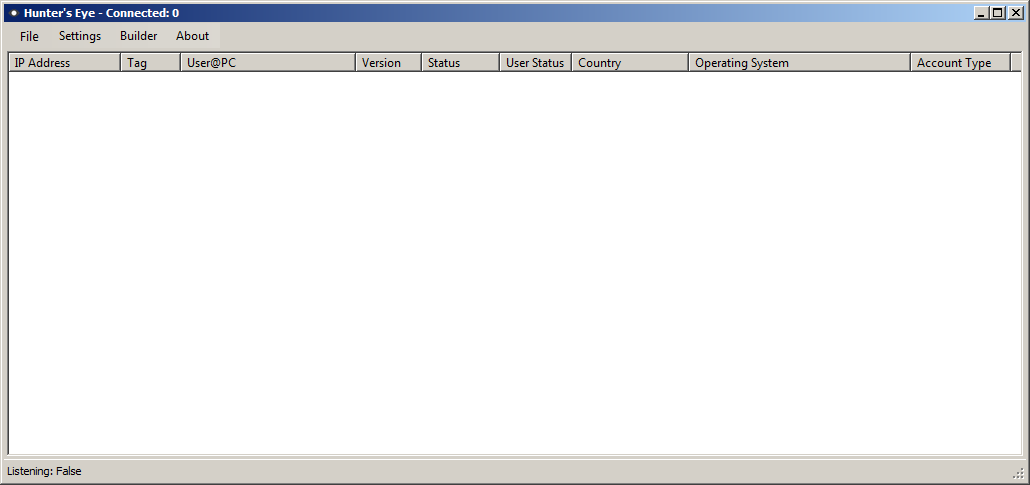 Hunter's Eye - Connected: 0
File Settings Builder About
IP Address Tag User@PC Version Status User Status Country Operating System Account Type
Listening: False